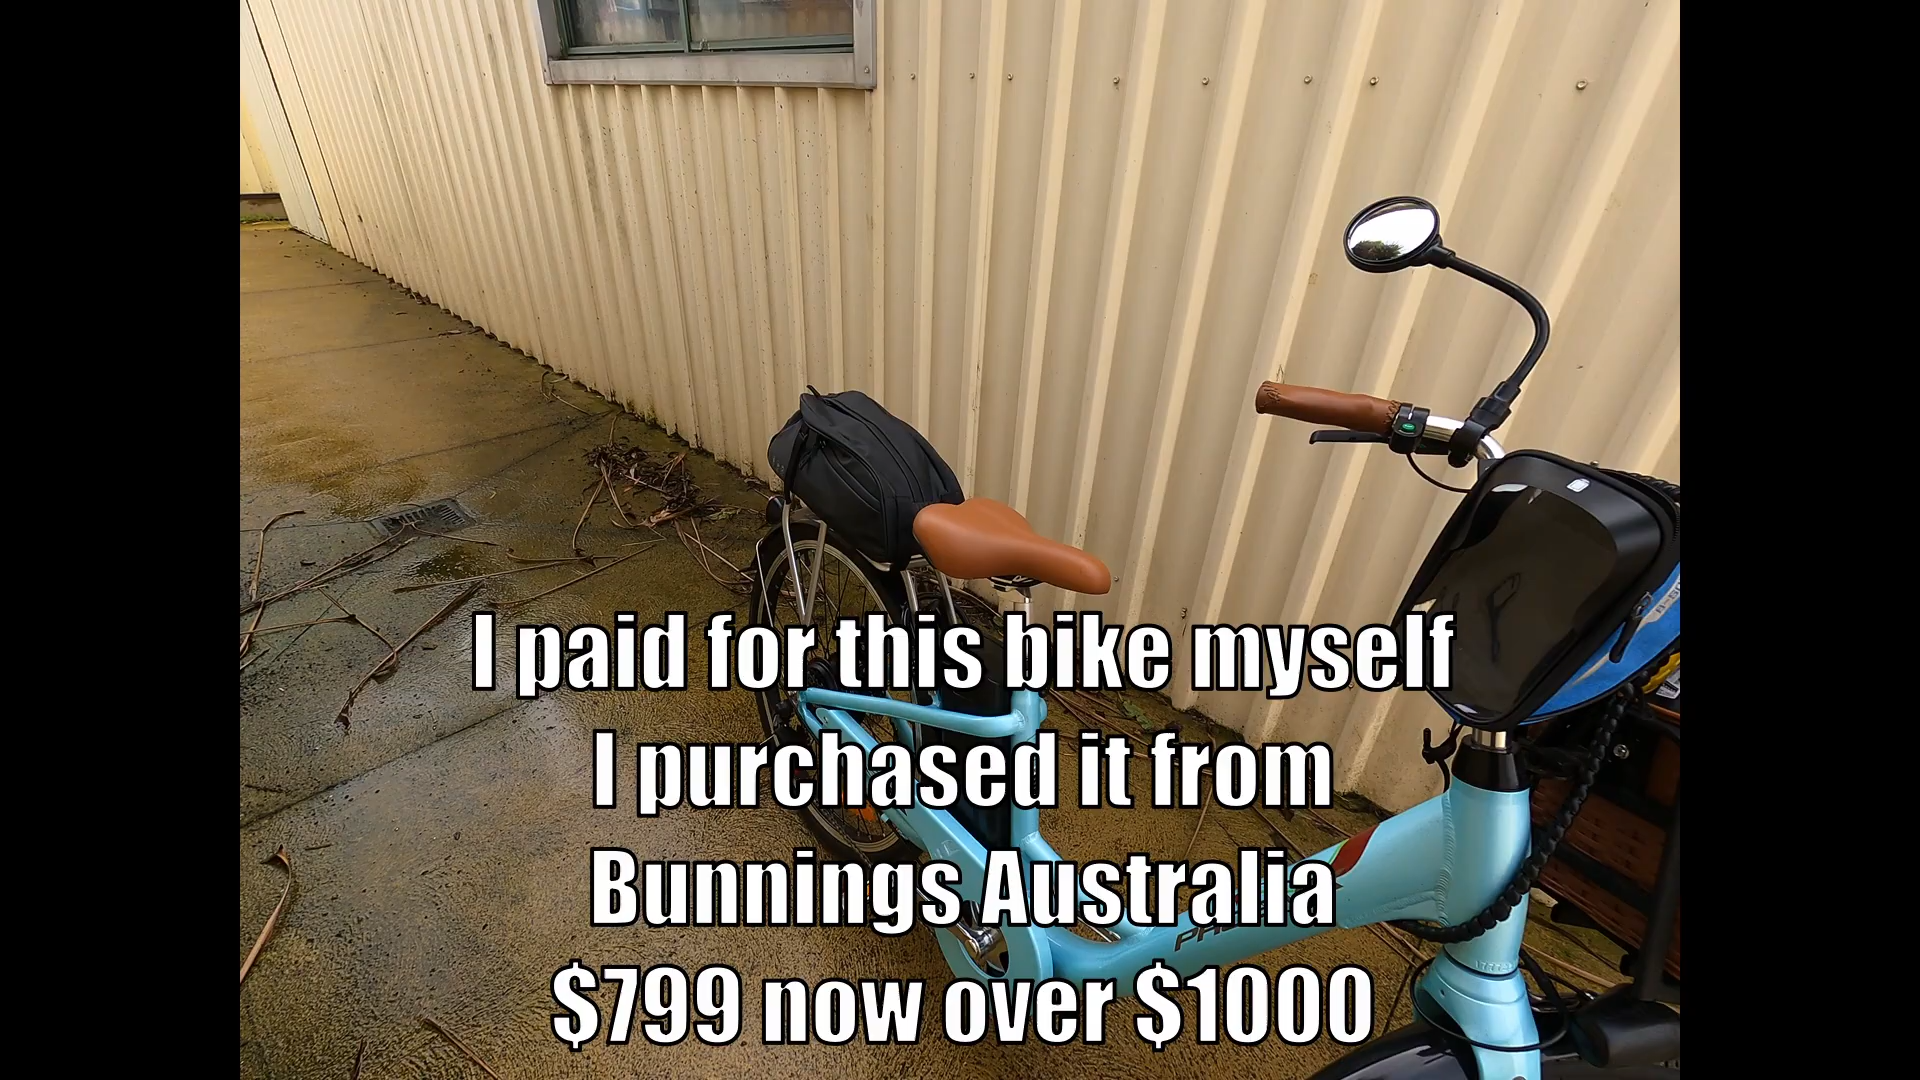 I paid for this bike myself
I purchased it from
Bunnings Australia
$799 now over $1000